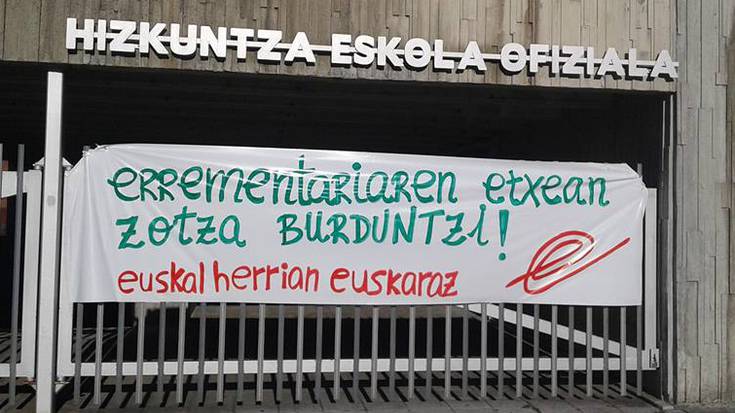 HIZKUNTZA ESKOLA OFIZIALA
eRRementaRiaRen etxean
zotza BURDUNTZI!
euskal herrian euskaraz
e